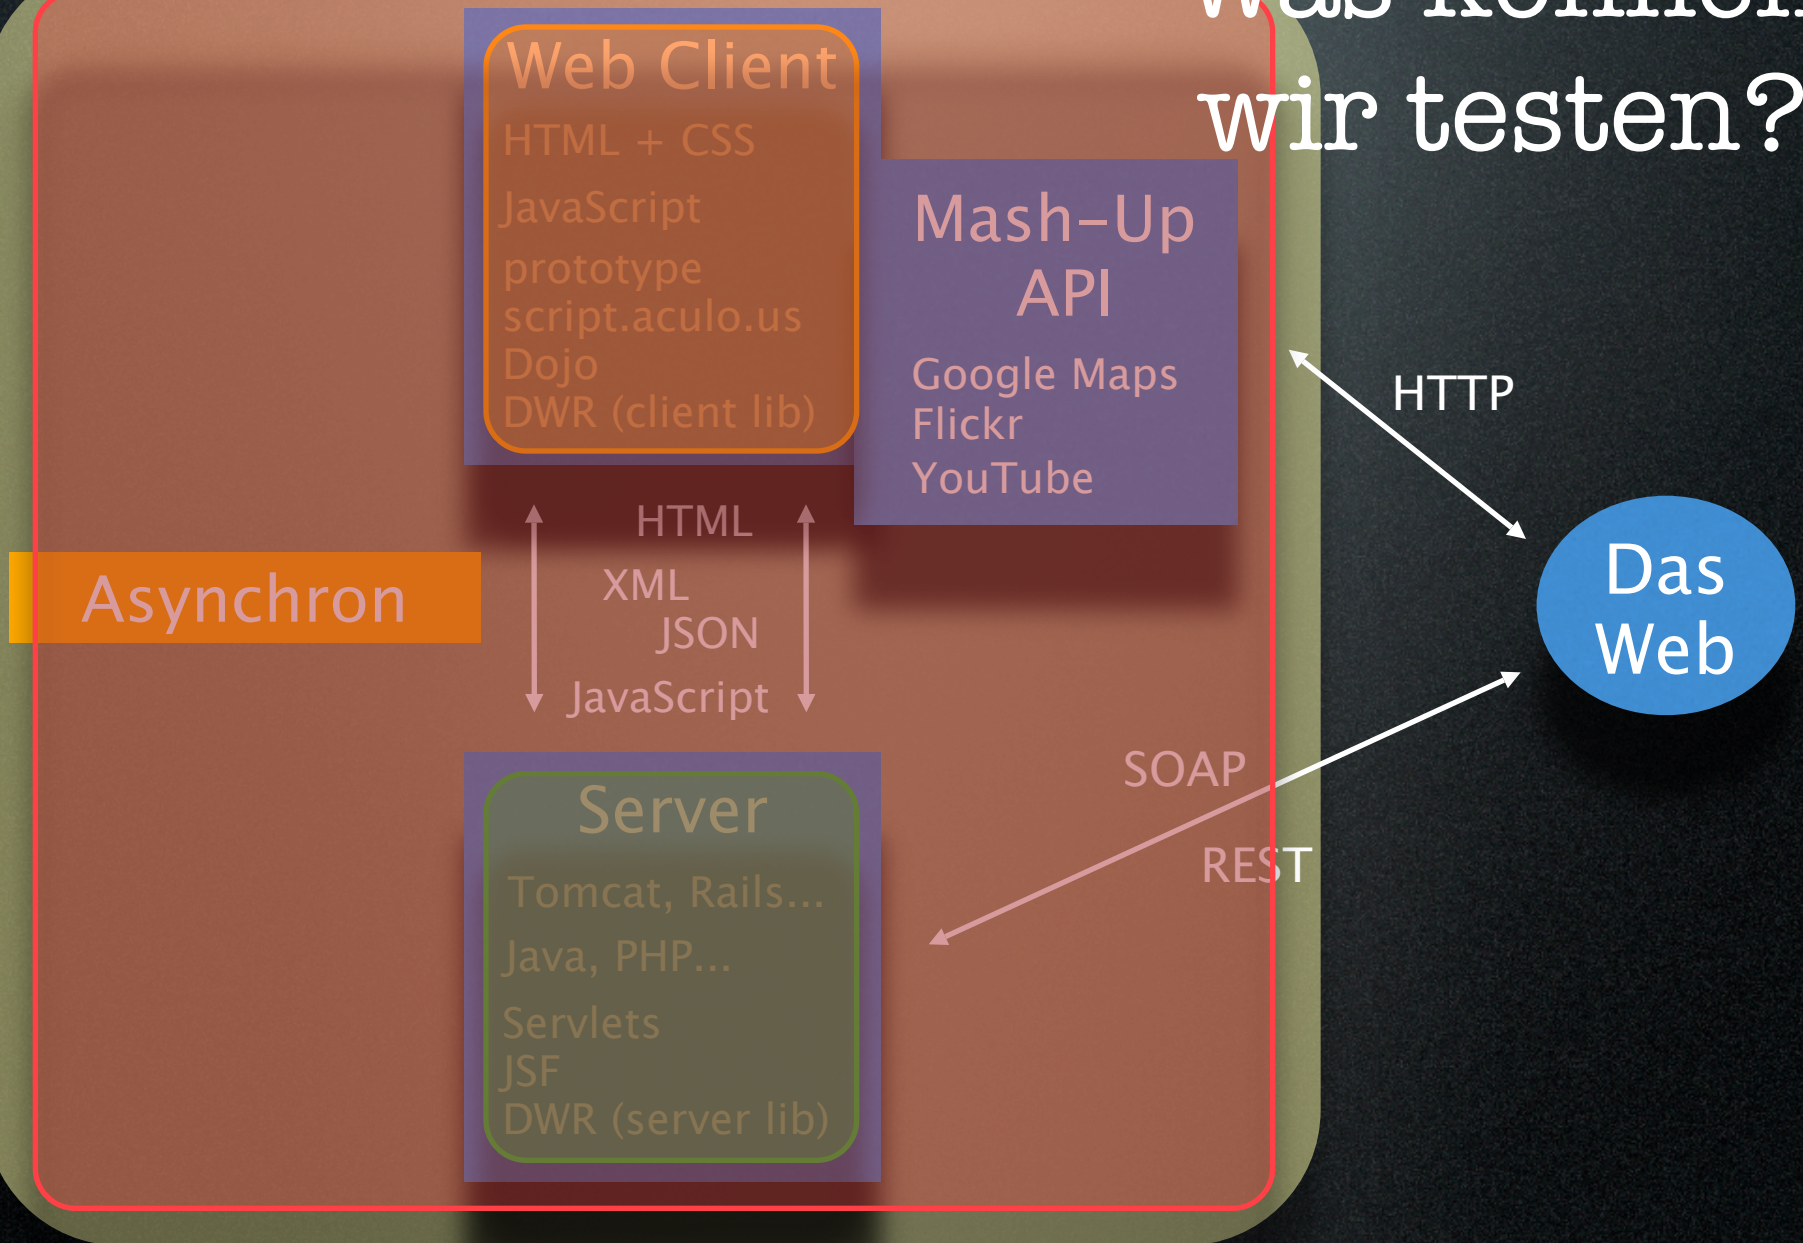 was können
wir testen?
Web Client
HTML + CSS
JavaScript
prototype
script.aculo.us
Dojo
DWR (client lib)
Mash-Up
API
Google Maps
Flickr
YouTube
HTTP
HTML
XML
JSON
JavaScript
Asynchron
Das
Web
SOAP
REST
Server
Tomcat, Rails...
Java, PHP...
Servlets
JSF
DWR (server lib)